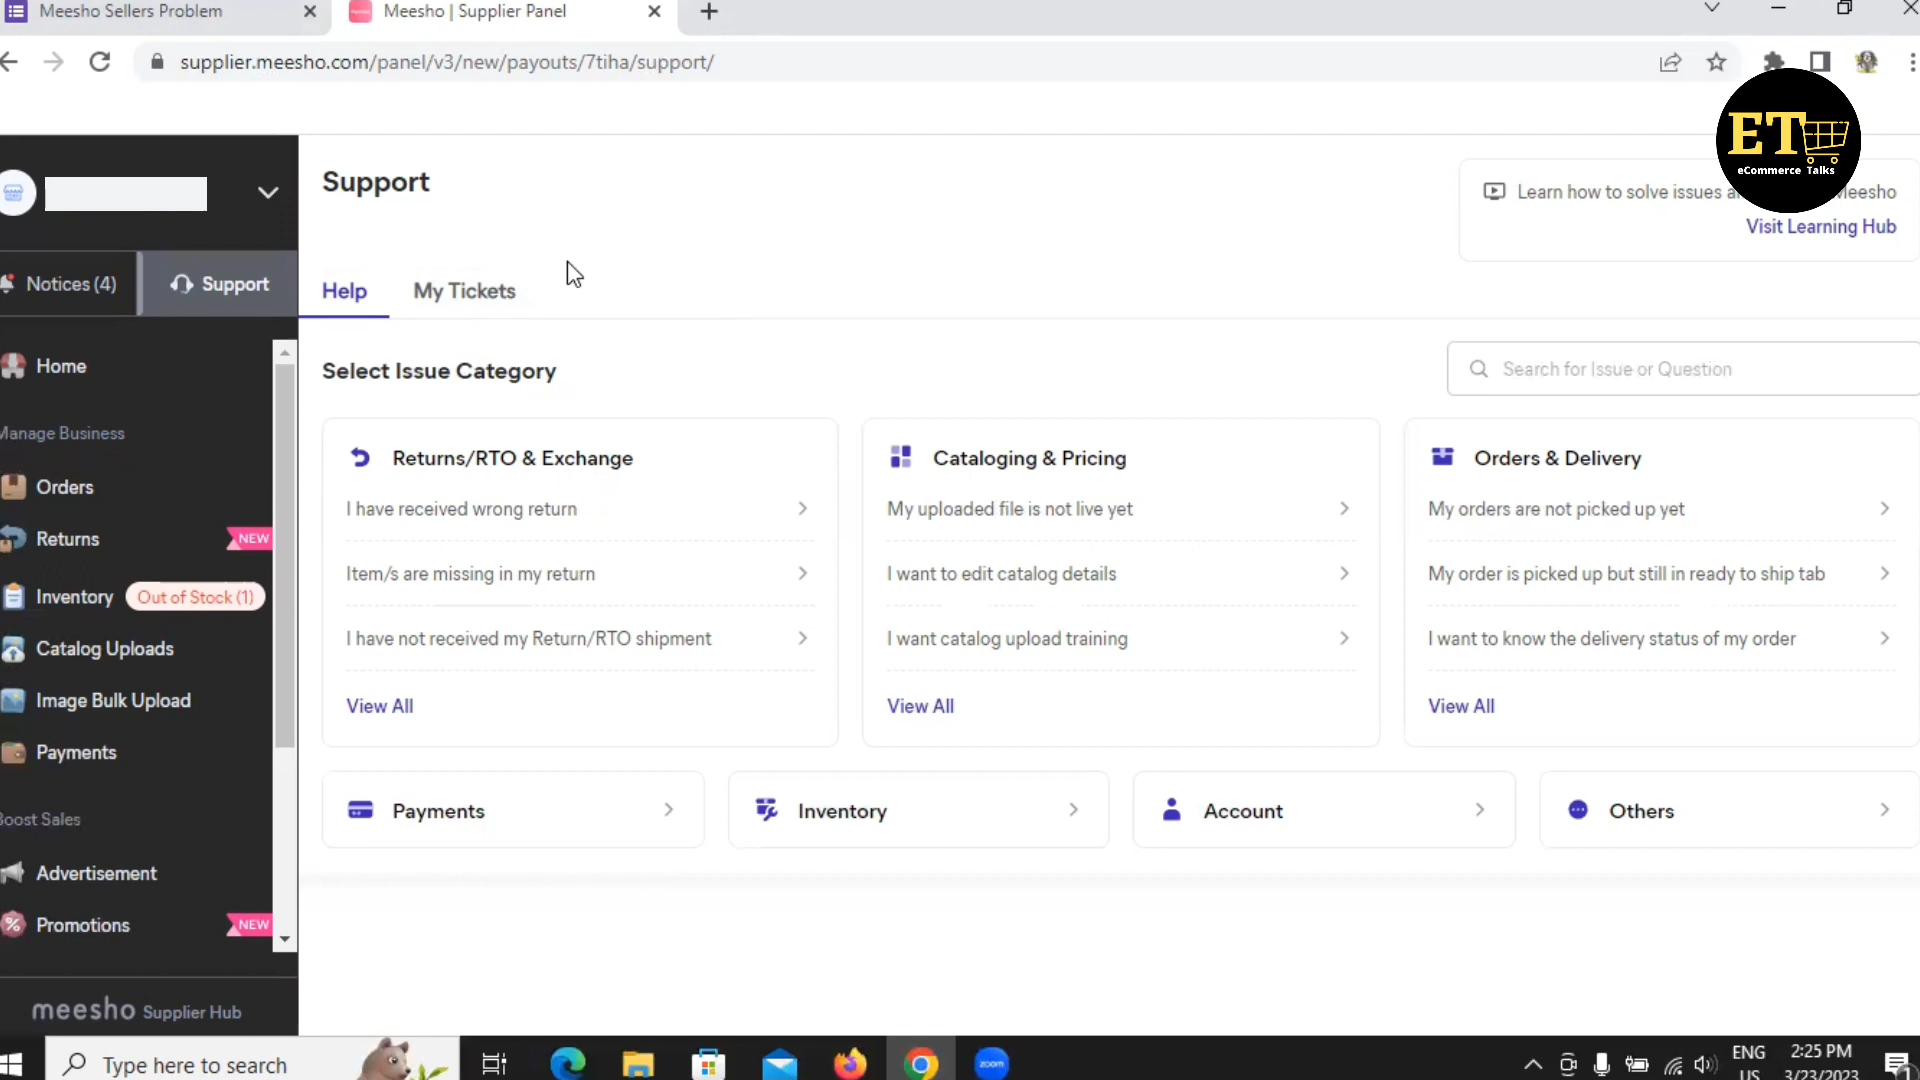 Meesho Sellers Problem
Meesho | Supplier Panel
supplier.meesho.com/panel/v3/new/payouts/7tiha/support/
ET
eCommerce Talks
Support
Learn how to solve issues a
Meesho
Visit Learning Hub
Notices (4)
Support
Help
My Tickets
Home
Select Issue Category
Search for Issue or Question
Manage Business
Orders
Returns
NEW
Inventory
Out of Stock (1)
Catalog Uploads
Image Bulk Upload
Payments
Boost Sales
Advertisement
Promotions
NEW
meesho Supplier Hub
Returns/RTO & Exchange
I have received wrong return
Item/s are missing in my return
I have not received my Return/RTO shipment
View All
Cataloging & Pricing
My uploaded file is not live yet
I want to edit catalog details
I want catalog upload training
View All
Orders & Delivery
My orders are not picked up yet
My order is picked up but still in ready to ship tab
I want to know the delivery status of my order
View All
Payments
Inventory
Account
Others
Type here to search
zoom
ENG
US
2:25 PM
3/23/2023
1